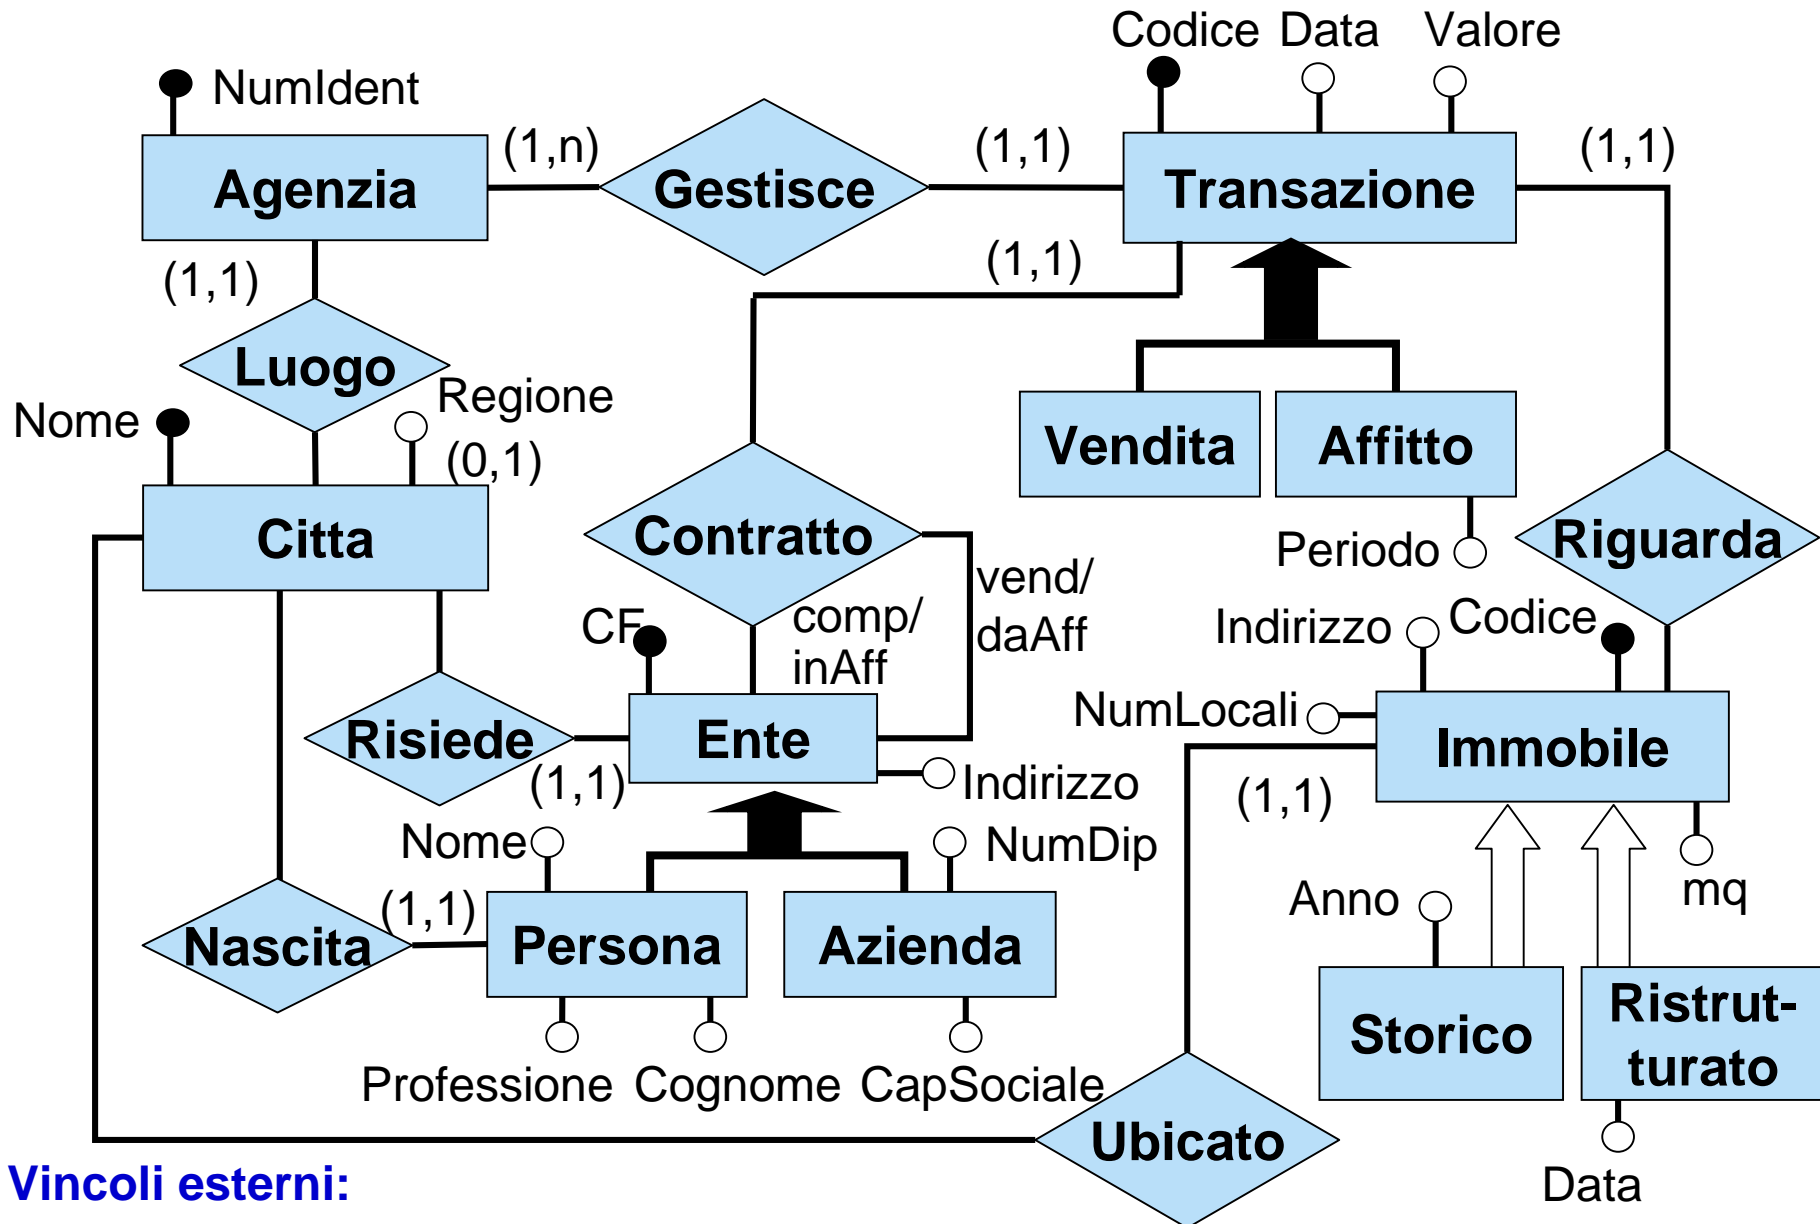 Codice Data Valore
NumIdent
(1,n) (1,1) (1,1)
Agenzia Gestisce Transazione
(1,1) (1,1)
Luogo
Regione
Nome
(0,1)
Vendita Affitto
Citta Contratto Riguarda
Periodo
vend/
daAff
comp/
inAff
CF
Indirizzo Codice
NumLocali
Risiede Ente Immobile
(1,1) Indirizzo (1,1)
Nome NumDip
mq
Anno
(1,1)
Nascita Persona Azienda
Storico
Ristrut-
turato
Professione Cognome CapSociale
Ubicato
Vincoli esterni:
Data